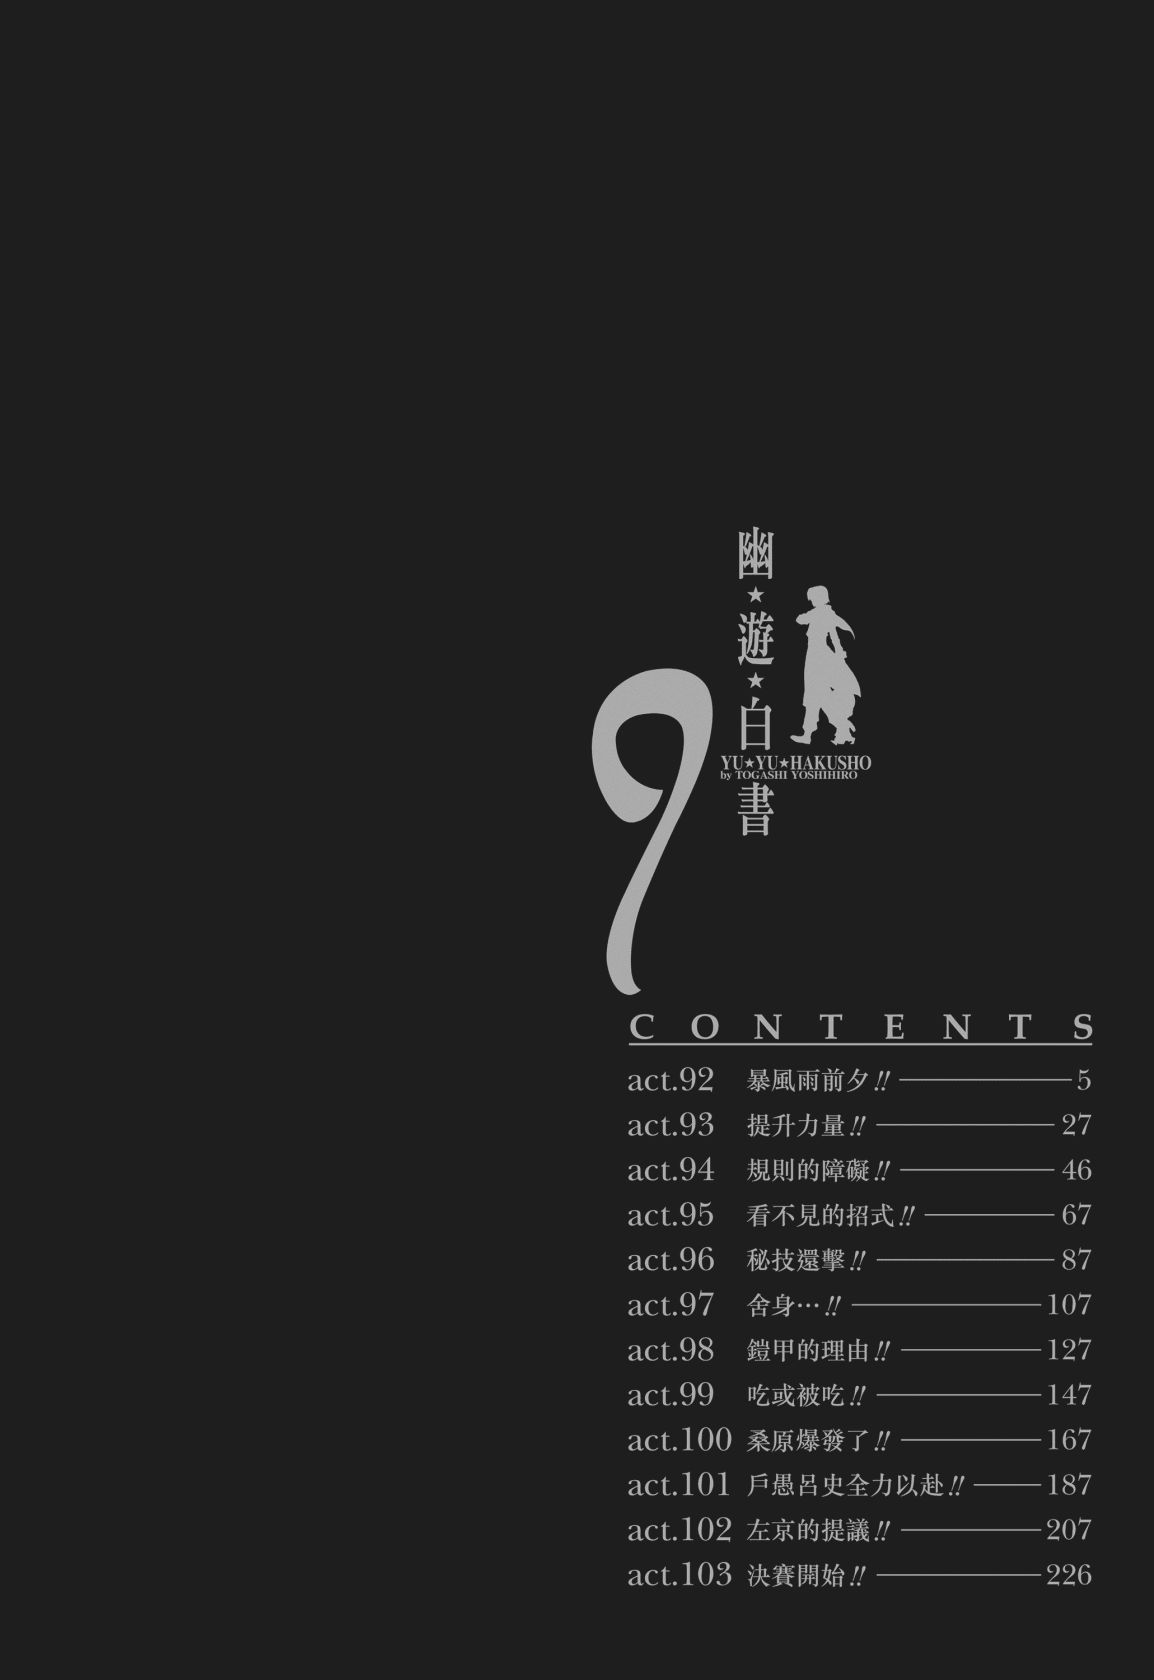 幽★遊★白書
YU★YU★HAKUSHO
by TOGASHI YOSHIHIRO
9
CONTENTS
act.92 暴風雨前夕!! 5
act.93 提升力量!! 27
act.94 規則的障礙!! 46
act.95 看不見的招式!! 67
act.96 秘技還擊!! 87
act.97 舍身…!! 107
act.98 鎧甲的理由!! 127
act.99 吃或被吃!! 147
act.100 桑原爆發了!! 167
act.101 戶愚呂史全力以赴!! 187
act.102 左京的提議!! 207
act.103 決賽開始!! 226